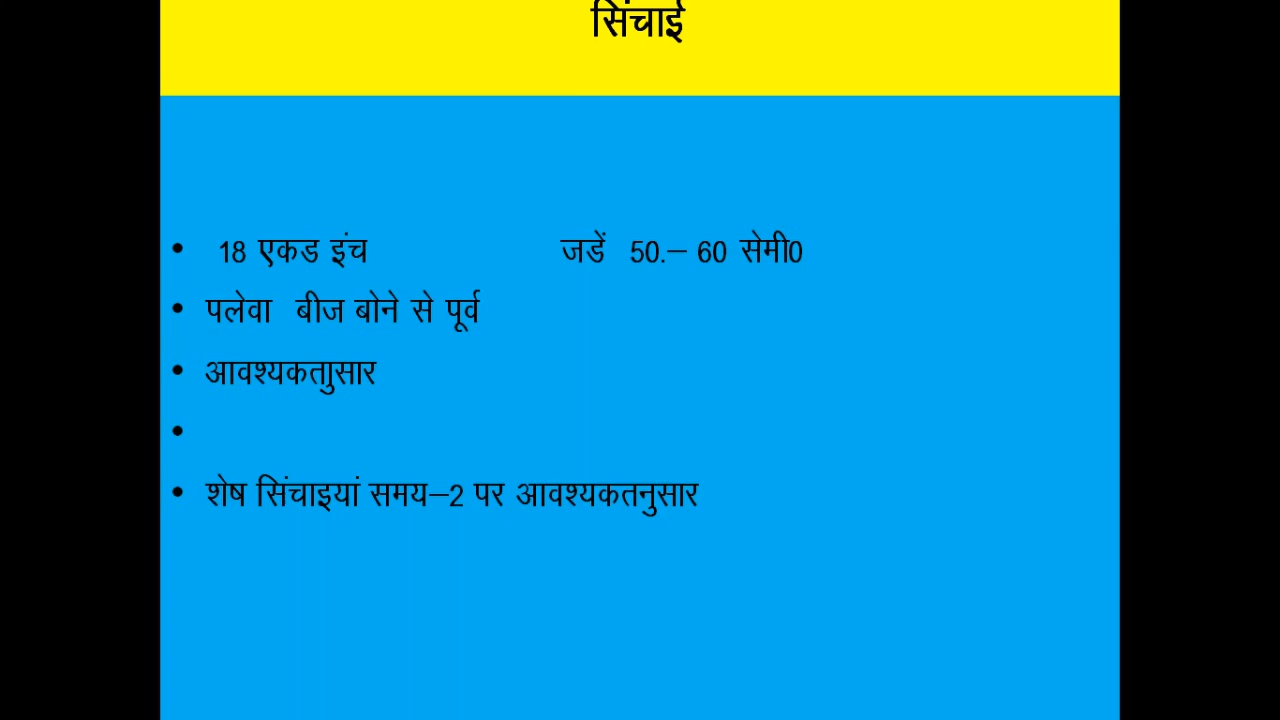 सिंचाई
• 18 एकड इंच जडें 50.– 60 सेमी0
• पलेवा बीज बोने से पूर्व
• आवश्यकताुसार
•
• शेष सिंचाइयां समय–2 पर आवश्यकतनुसार